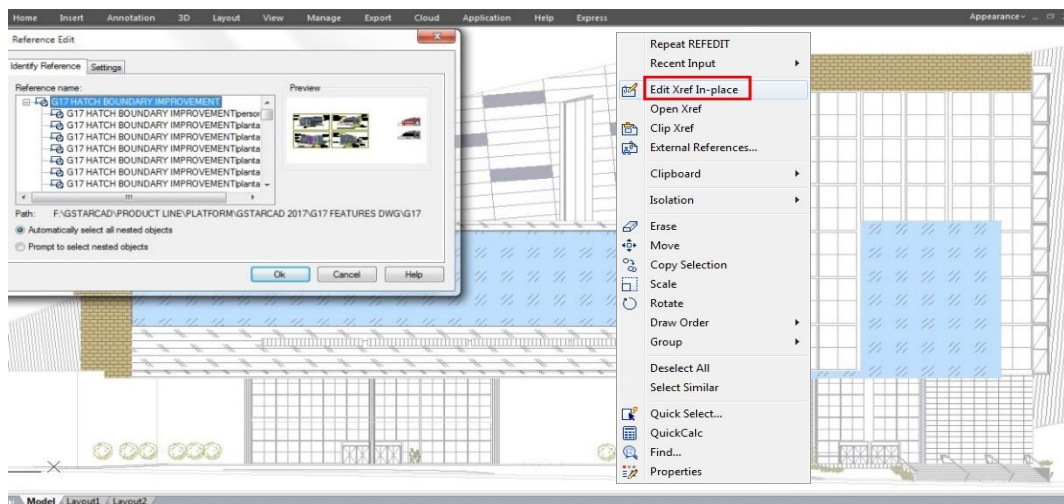 Home Insert Annotation 3D Layout View Manage Export Cloud Application Help Express Appearance
Reference Edit
Identify Reference Settings
Reference name:
G17 HATCH BOUNDARY IMPROVEMENT
G17 HATCH BOUNDARY IMPROVEMENT|person
G17 HATCH BOUNDARY IMPROVEMENT|planta
G17 HATCH BOUNDARY IMPROVEMENT|planta
G17 HATCH BOUNDARY IMPROVEMENT|planta
G17 HATCH BOUNDARY IMPROVEMENT|planta
G17 HATCH BOUNDARY IMPROVEMENT|planta
Preview
Path: F:\GSTARCAD\PRODUCT LINE\PLATFORM\GSTARCAD 2017\G17 FEATURES DWG\G17
Automatically select all nested objects
Prompt to select nested objects
Ok Cancel Help
Repeat REFEDIT
Recent Input
Edit Xref In-place
Open Xref
Clip Xref
External References...
Clipboard
Isolation
Erase
Move
Copy Selection
Scale
Rotate
Draw Order
Group
Deselect All
Select Similar
Quick Select...
QuickCalc
Find...
Properties
Model Layout1 Layout2